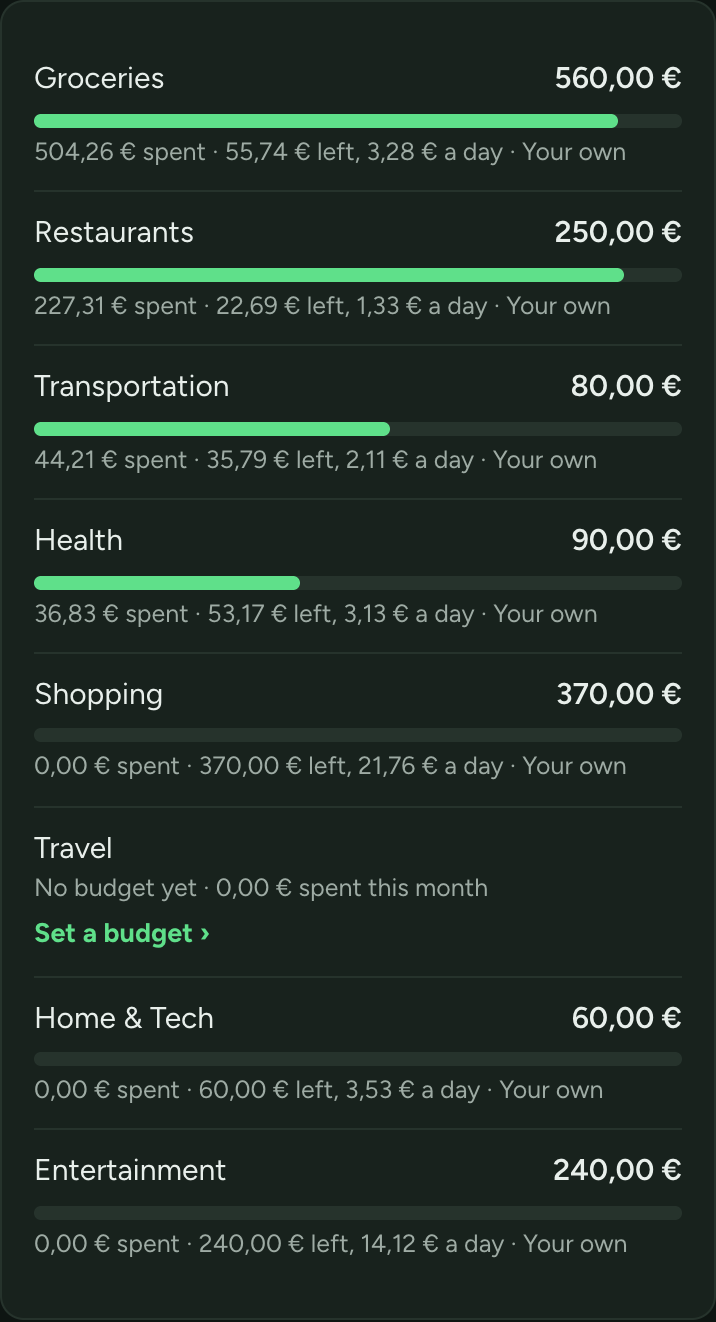 Groceries 560,00 €
504,26 € spent · 55,74 € left, 3,28 € a day · Your own
Restaurants 250,00 €
227,31 € spent · 22,69 € left, 1,33 € a day · Your own
Transportation 80,00 €
44,21 € spent · 35,79 € left, 2,11 € a day · Your own
Health 90,00 €
36,83 € spent · 53,17 € left, 3,13 € a day · Your own
Shopping 370,00 €
0,00 € spent · 370,00 € left, 21,76 € a day · Your own
Travel
No budget yet · 0,00 € spent this month
Set a budget ›
Home & Tech 60,00 €
0,00 € spent · 60,00 € left, 3,53 € a day · Your own
Entertainment 240,00 €
0,00 € spent · 240,00 € left, 14,12 € a day · Your own